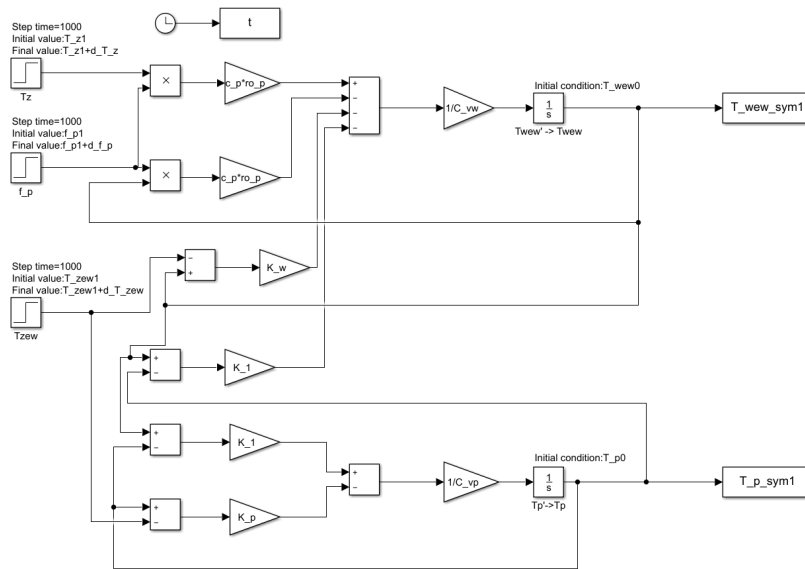 Step time=1000
Initial value:T_z1
Final value:T_z1+d_T_z
Tz
t
×
c_p*ro_p
+
−
−
−
1/C_vw
Initial condition:T_wew0
1
s
Twew' -> Twew
T_wew_sym1
Step time=1000
Initial value:f_p1
Final value:f_p1+d_f_p
f_p
×
c_p*ro_p
Step time=1000
Initial value:T_zew1
Final value:T_zew1+d_T_zew
Tzew
−
+
K_w
+
−
K_1
+
−
K_1
+
−
K_p
+
−
1/C_vp
Initial condition:T_p0
1
s
Tp'->Tp
T_p_sym1